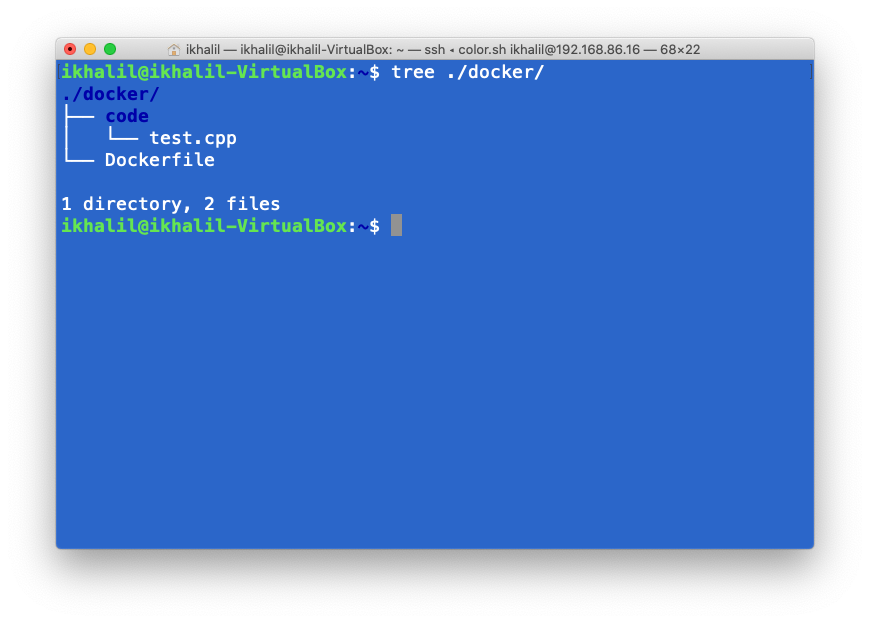 ikhalil — ikhalil@ikhalil-VirtualBox: ~ — ssh ◂ color.sh ikhalil@192.168.86.16 — 68×22
ikhalil@ikhalil-VirtualBox:~$ tree ./docker/
./docker/
├── code
│   └── test.cpp
└── Dockerfile
1 directory, 2 files
ikhalil@ikhalil-VirtualBox:~$